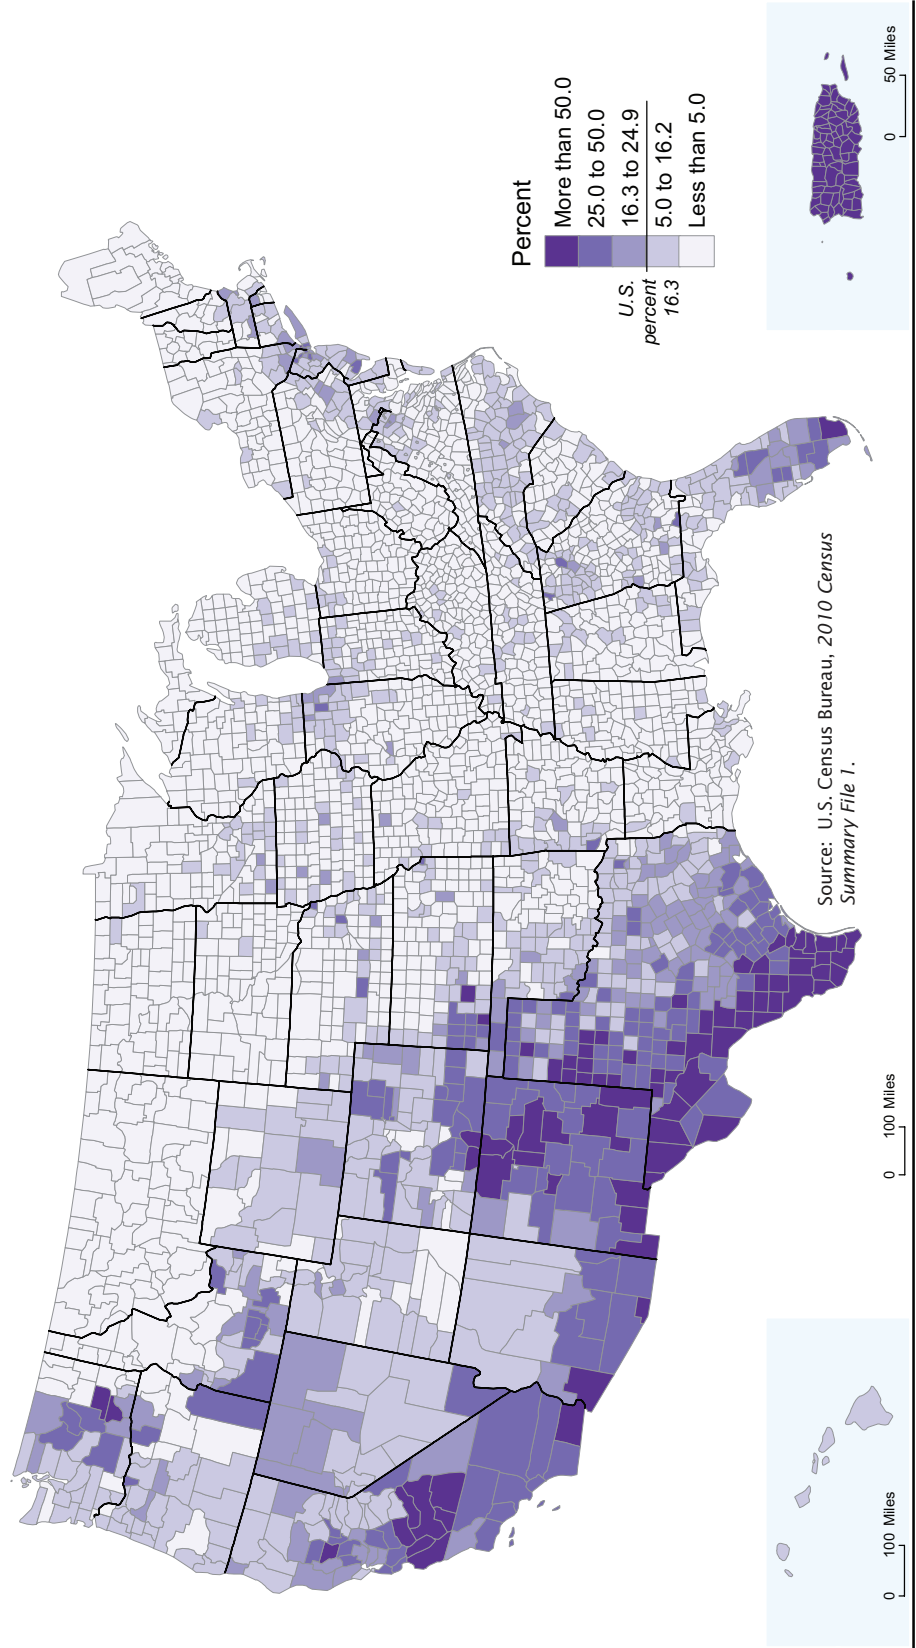 Percent
More than 50.0
25.0 to 50.0
16.3 to 24.9
5.0 to 16.2
Less than 5.0
U.S.
percent
16.3
0 100 Miles
0 100 Miles
0 50 Miles
Source: U.S. Census Bureau, 2010 Census
Summary File 1.